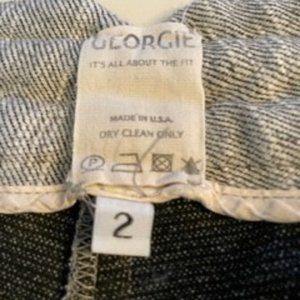 GEORGIE
IT'S ALL ABOUT THE FIT
MADE IN U.S.A.
DRY CLEAN ONLY
P
2